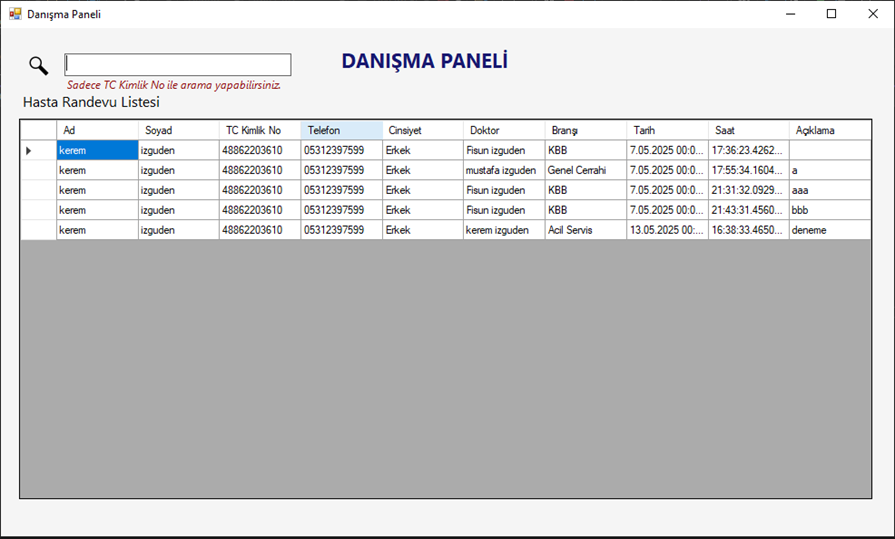 Danışma Paneli
DANIŞMA PANELİ
Sadece TC Kimlik No ile arama yapabilirsiniz.
Hasta Randevu Listesi
Ad Soyad TC Kimlik No Telefon Cinsiyet Doktor Branşı Tarih Saat Açıklama
kerem izguden 48862203610 05312397599 Erkek Fisun izguden KBB 7.05.2025 00:0... 17:36:23.4262...
kerem izguden 48862203610 05312397599 Erkek mustafa izguden Genel Cerrahi 7.05.2025 00:0... 17:55:34.1604... a
kerem izguden 48862203610 05312397599 Erkek Fisun izguden KBB 7.05.2025 00:0... 21:31:32.0929... aaa
kerem izguden 48862203610 05312397599 Erkek Fisun izguden KBB 7.05.2025 00:0... 21:43:31.4560... bbb
kerem izguden 48862203610 05312397599 Erkek kerem izguden Acil Servis 13.05.2025 00:... 16:38:33.4650... deneme